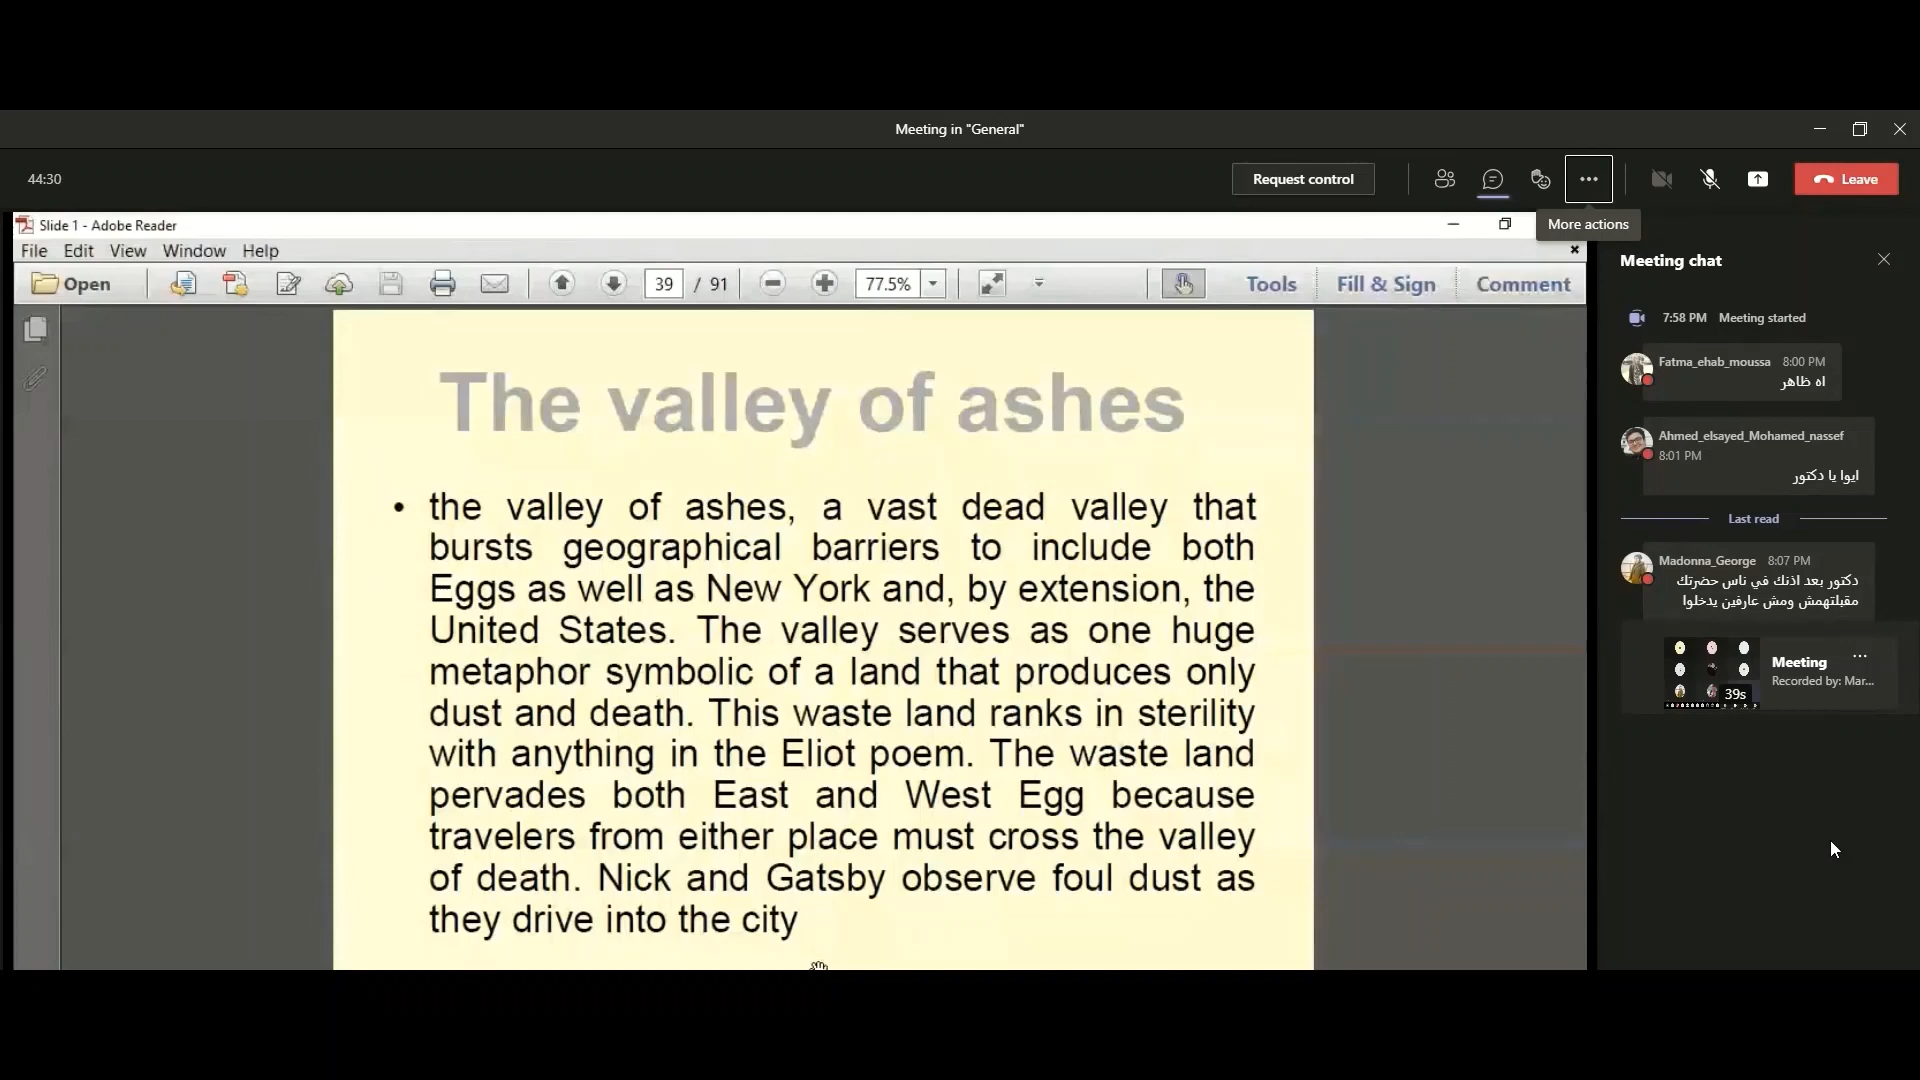 Meeting in "General"
44:30
Request control
Leave
More actions
Slide 1 - Adobe Reader
File Edit View Window Help
Open
39 / 91
77.5%
Tools
Fill & Sign
Comment
The valley of ashes
• the valley of ashes, a vast dead valley that
bursts geographical barriers to include both
Eggs as well as New York and, by extension, the
United States. The valley serves as one huge
metaphor symbolic of a land that produces only
dust and death. This waste land ranks in sterility
with anything in the Eliot poem. The waste land
pervades both East and West Egg because
travelers from either place must cross the valley
of death. Nick and Gatsby observe foul dust as
they drive into the city
Meeting chat
7:58 PM Meeting started
Fatma_ehab_moussa 8:00 PM
اه ظاهر
Ahmed_elsayed_Mohamed_nassef
8:01 PM
ايوا يا دكتور
Last read
Madonna_George 8:07 PM
دكتور بعد اذنك في ناس حضرتك
مقبلتهمش ومش عارفين يدخلوا
Meeting
Recorded by: Mar...
39s